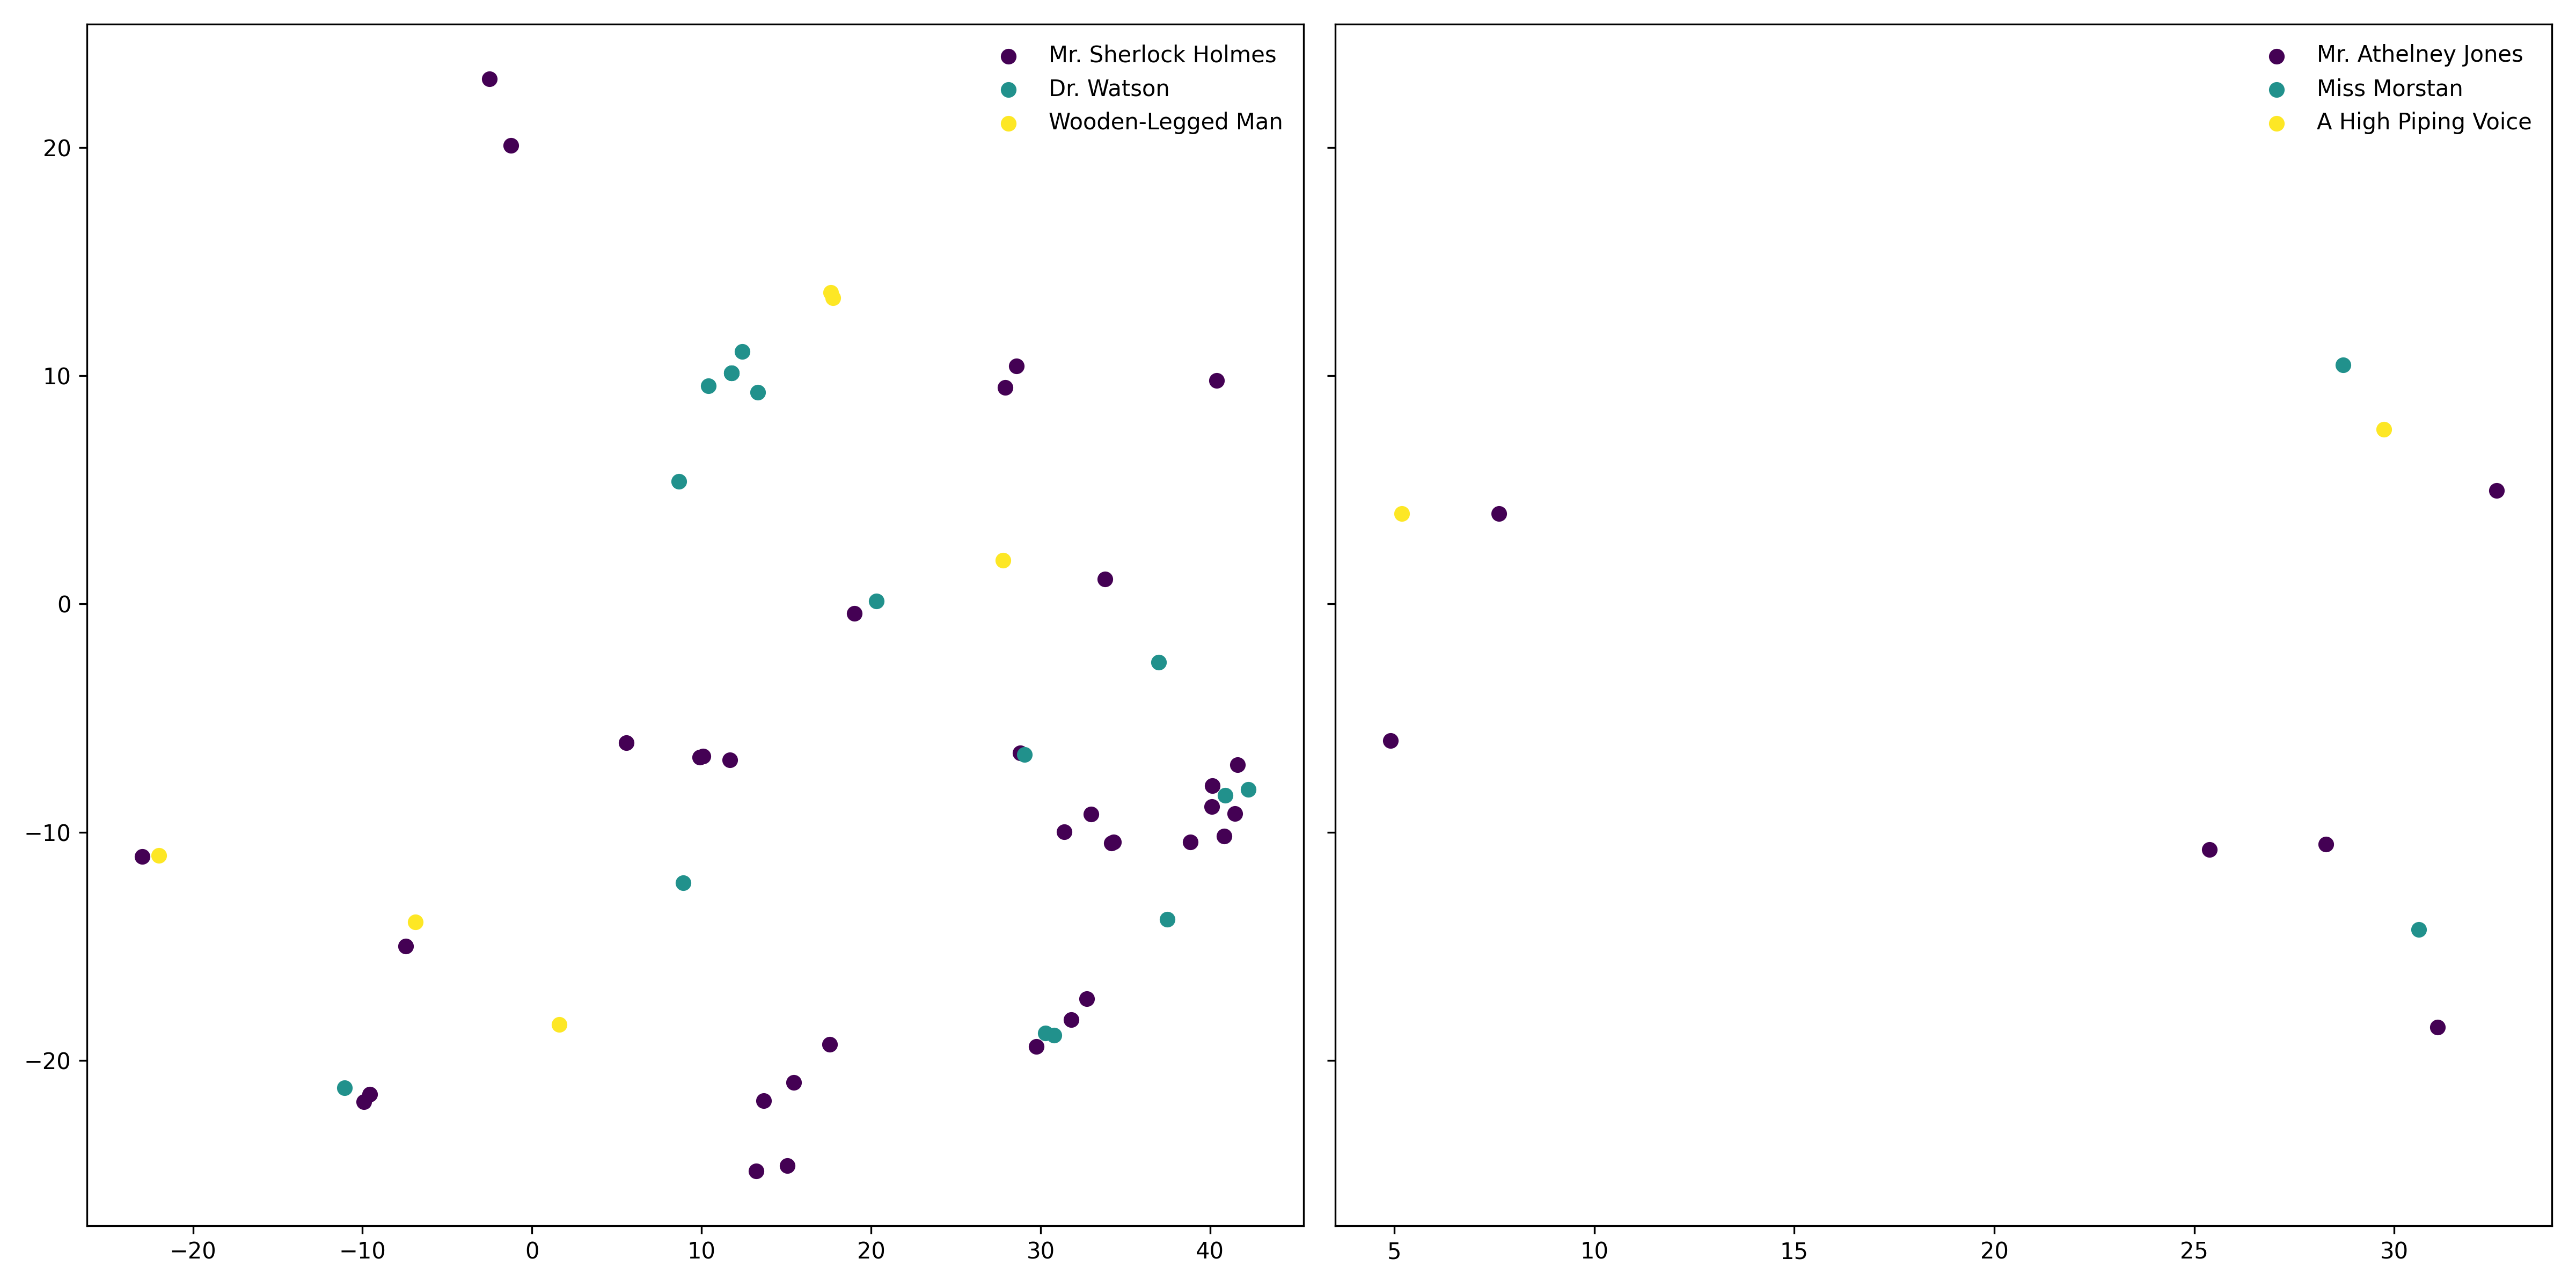 Mr. Sherlock Holmes
Dr. Watson
Wooden-Legged Man
20
10
0
−10
−20
−20 −10 0 10 20 30 40
Mr. Athelney Jones
Miss Morstan
A High Piping Voice
5 10 15 20 25 30